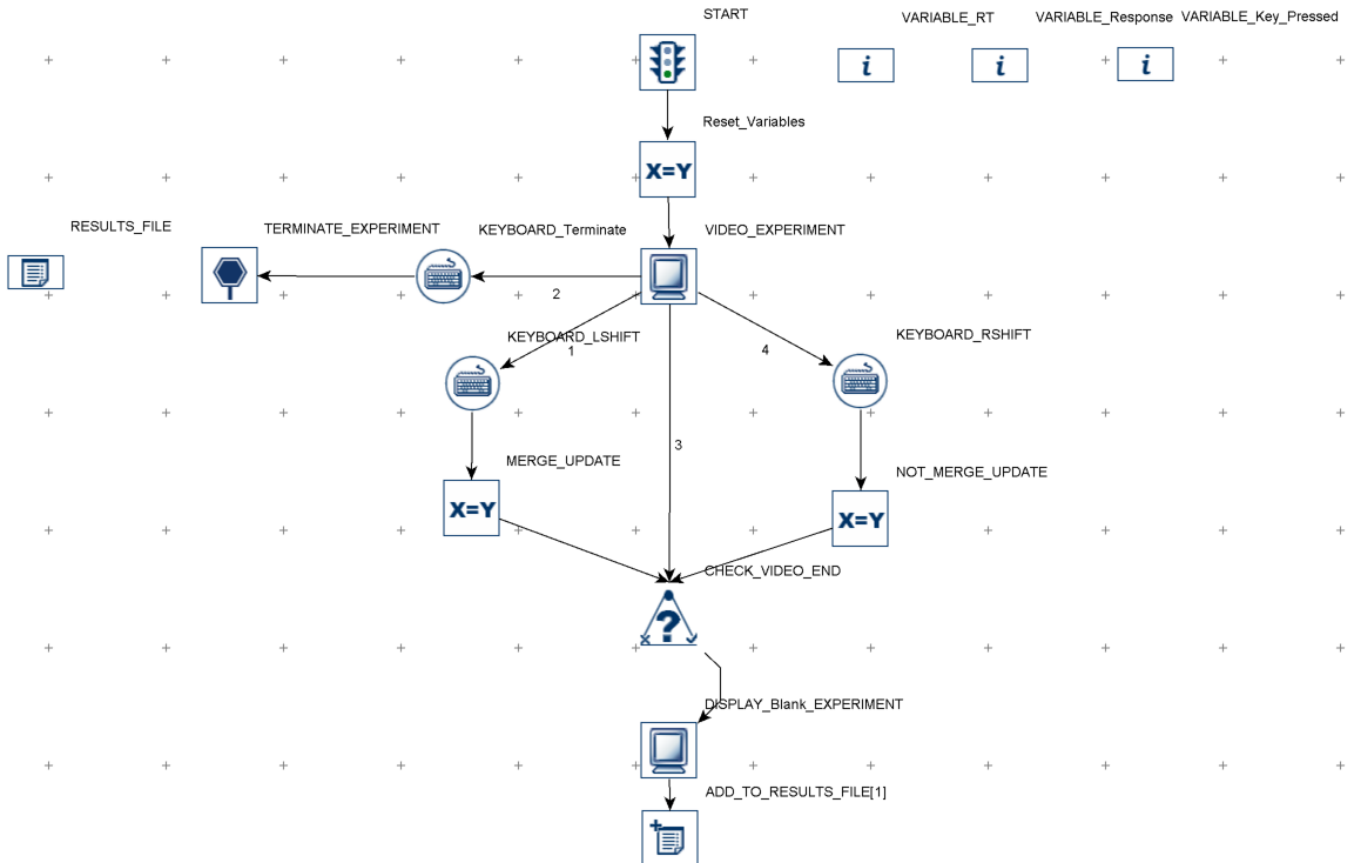 START
VARIABLE_RT
VARIABLE_Response
VARIABLE_Key_Pressed
i
i
i
Reset_Variables
X=Y
RESULTS_FILE
TERMINATE_EXPERIMENT
KEYBOARD_Terminate
VIDEO_EXPERIMENT
2
KEYBOARD_LSHIFT
1
4
KEYBOARD_RSHIFT
3
MERGE_UPDATE
NOT_MERGE_UPDATE
X=Y
X=Y
CHECK_VIDEO_END
?
DISPLAY_Blank_EXPERIMENT
ADD_TO_RESULTS_FILE[1]